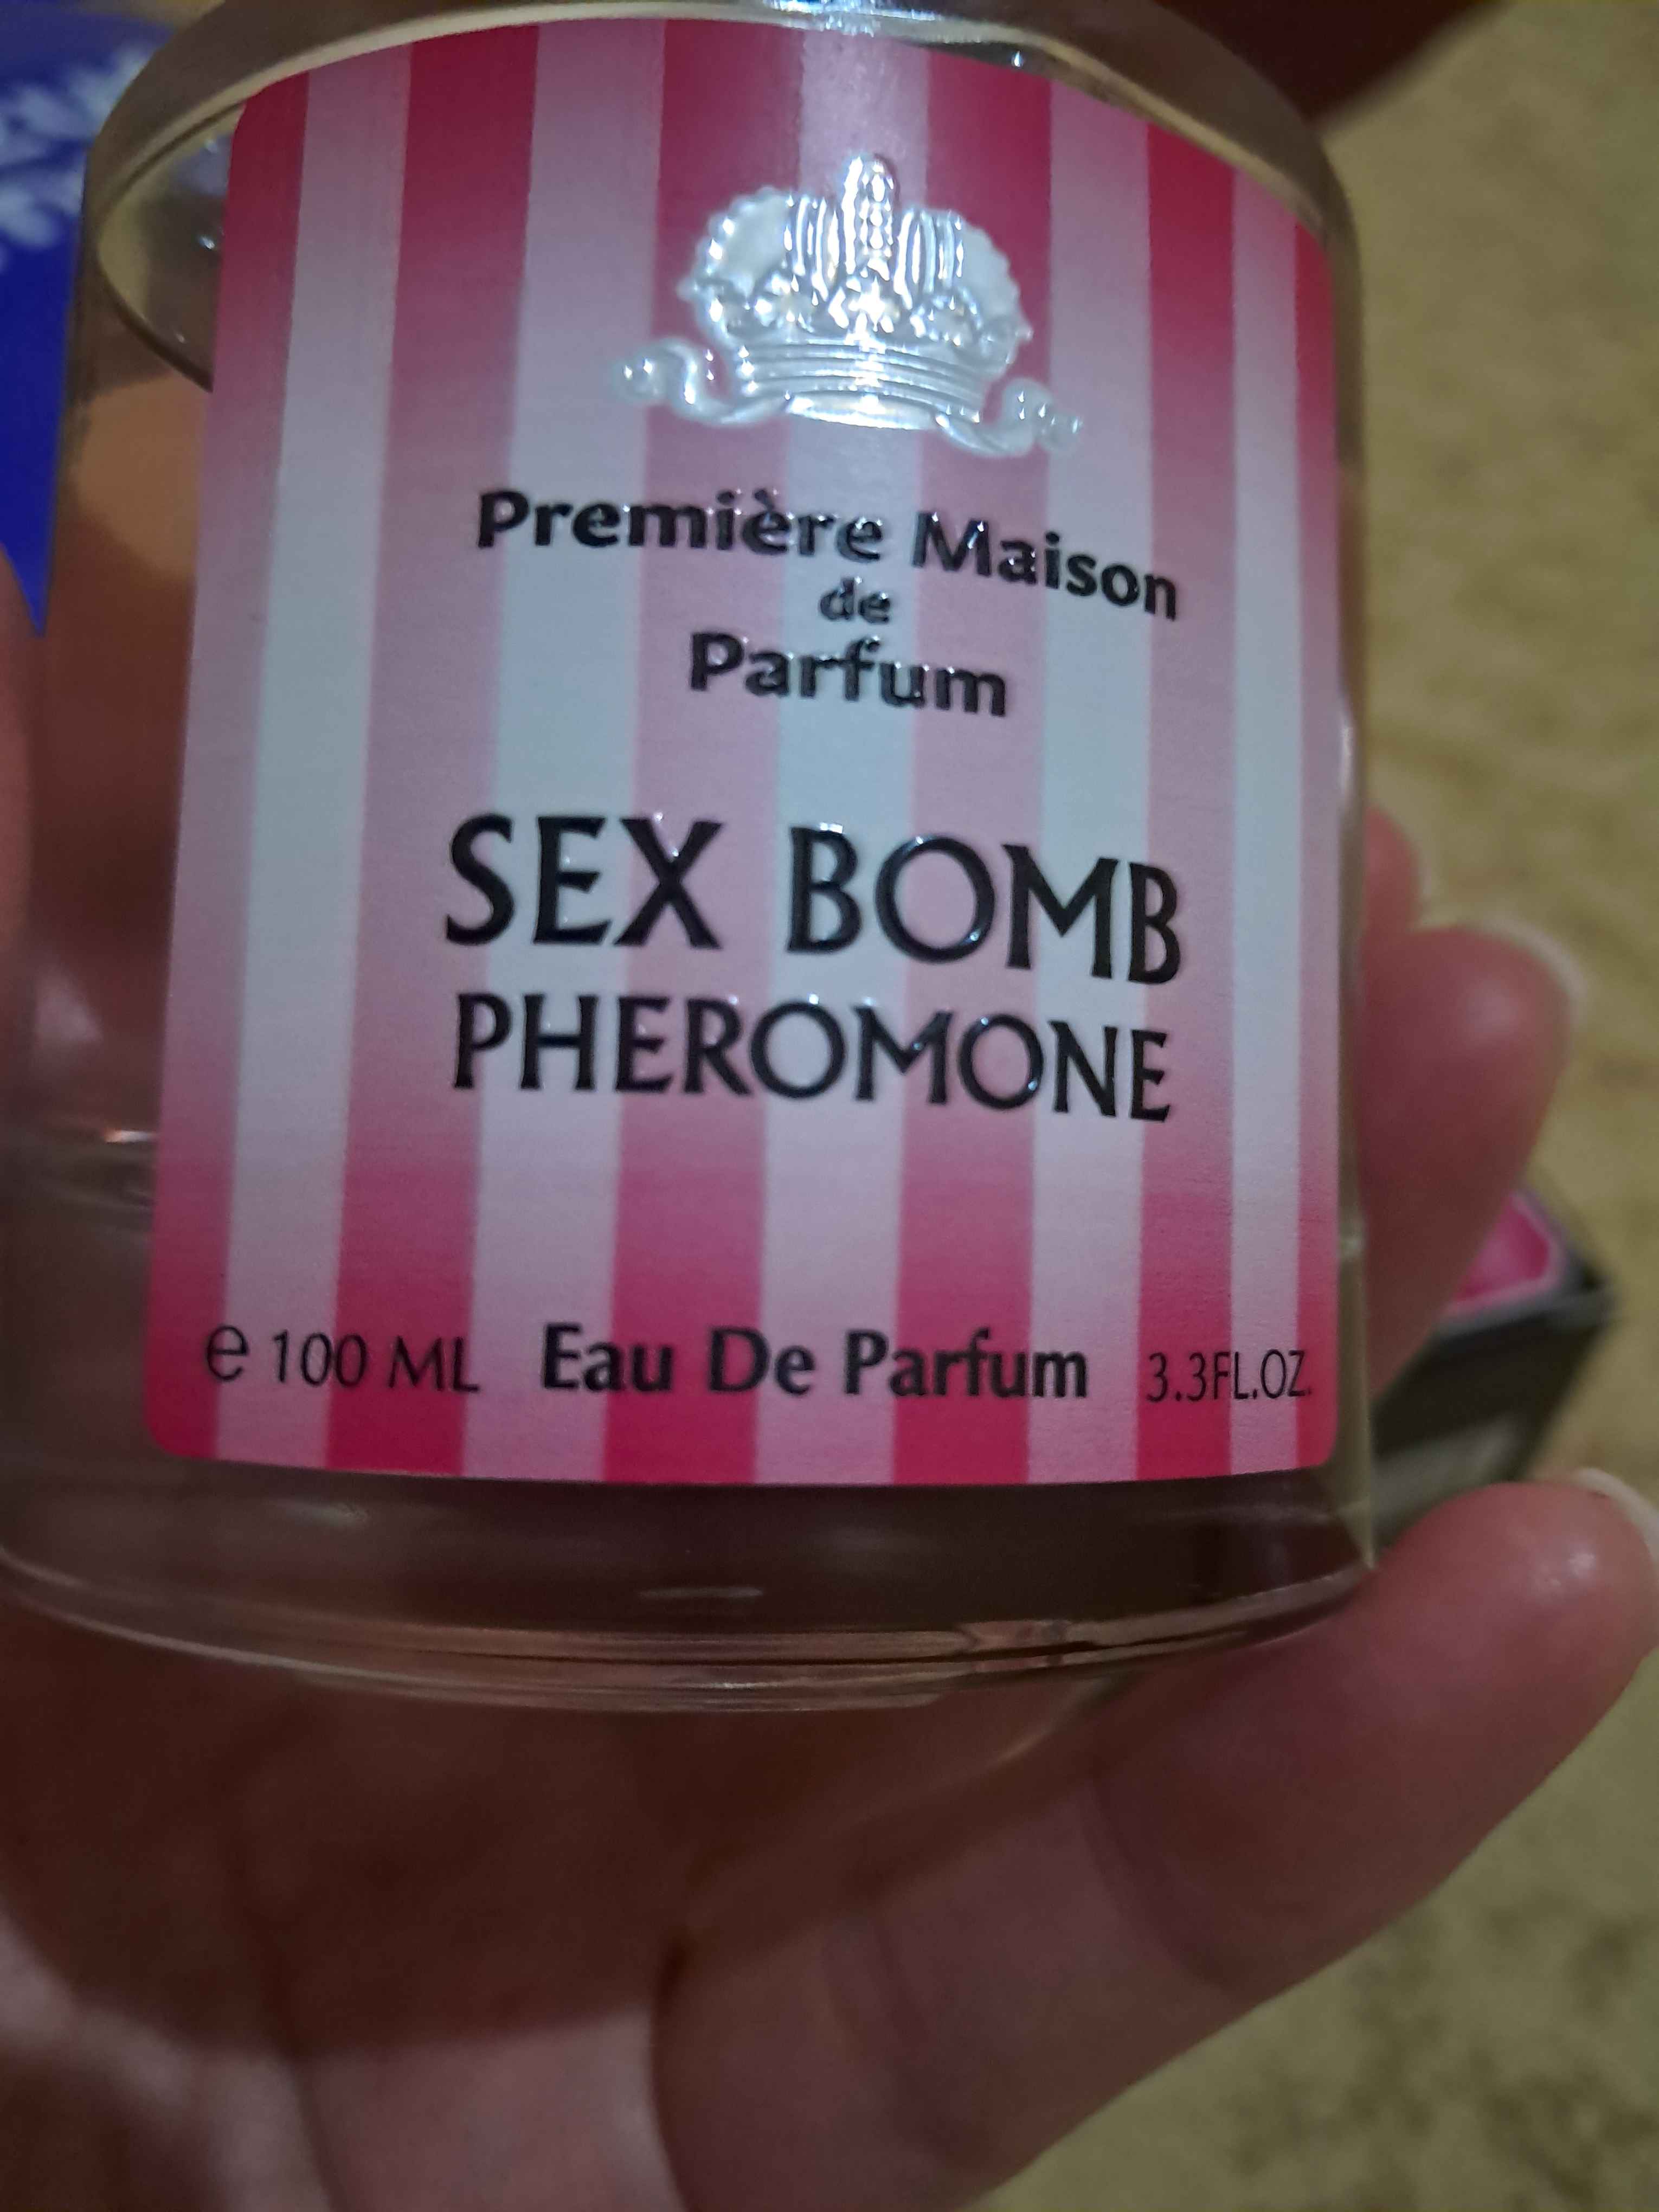 Première Maison
de
Parfum
SEX BOMB
PHEROMONE
℮ 100 ML Eau De Parfum 3.3FL.OZ.